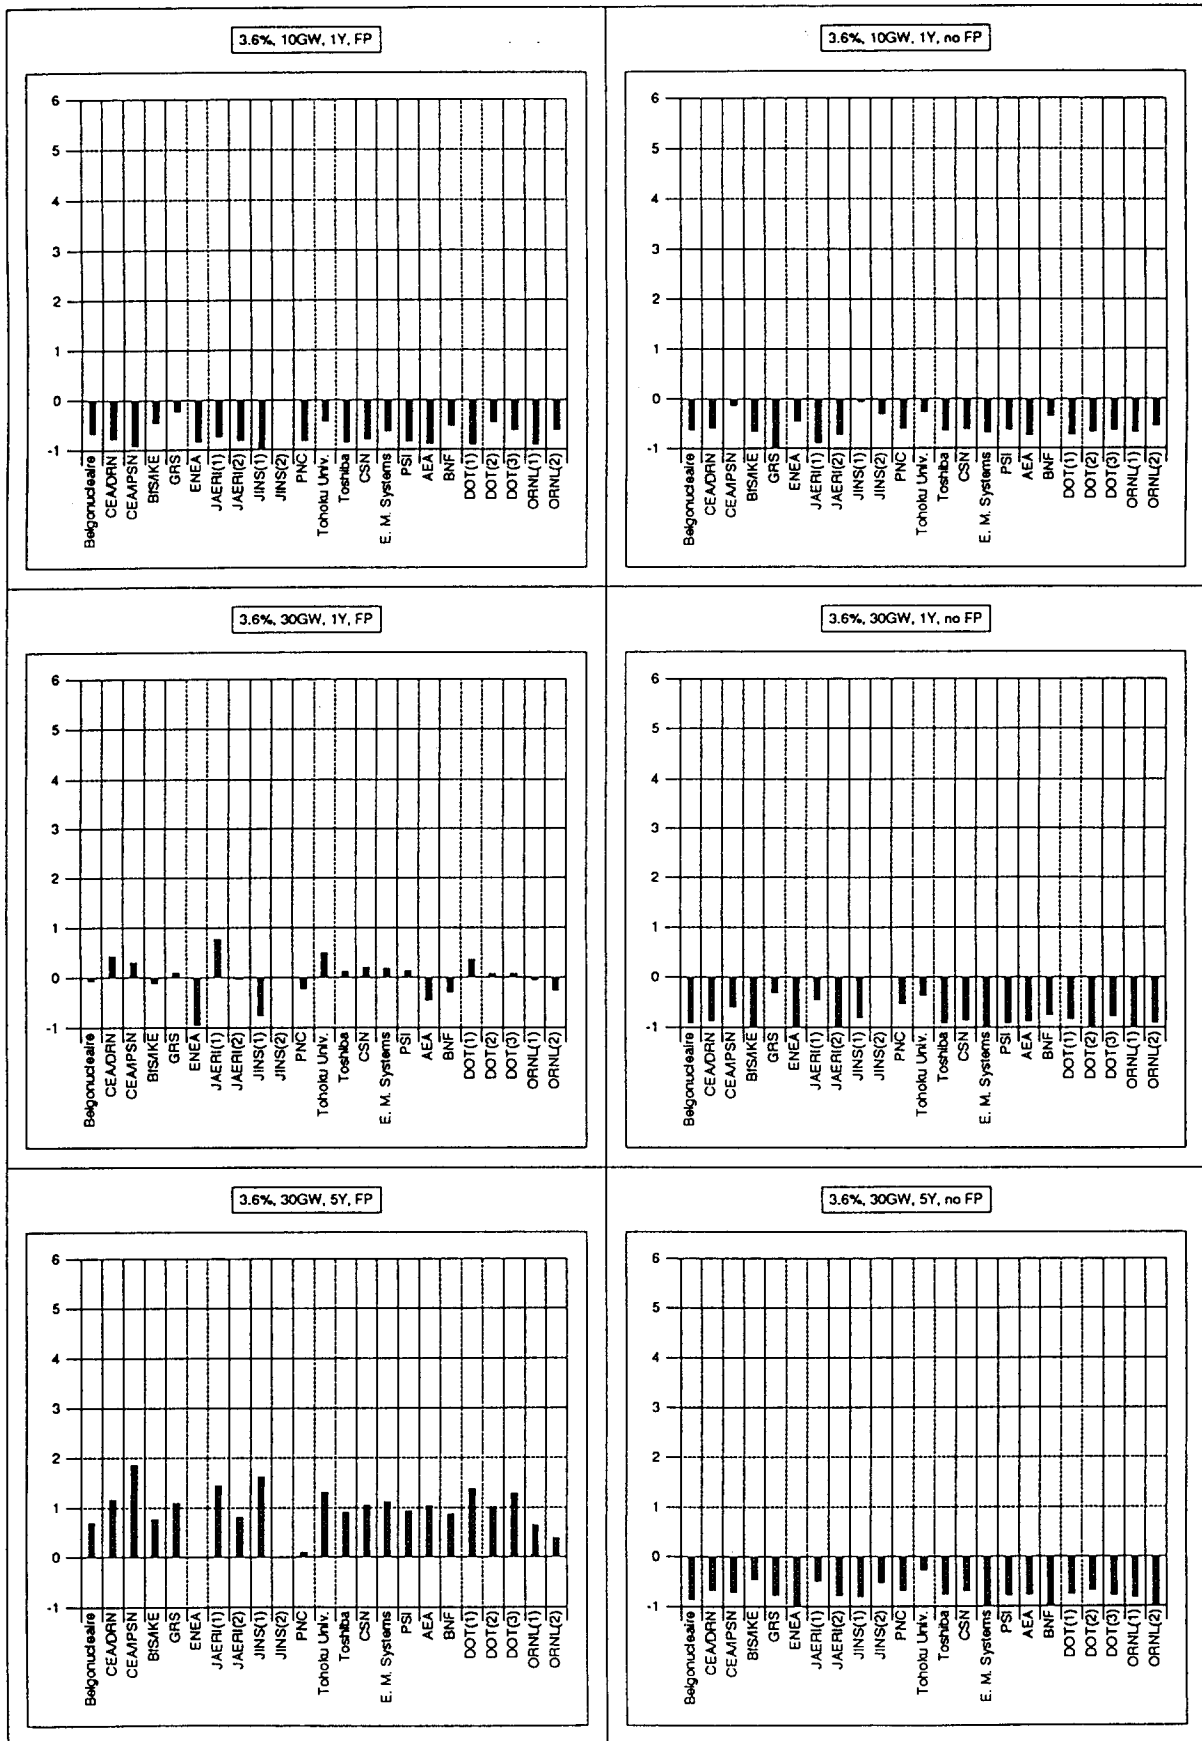 3.6%, 10GW, 1Y, FP
6
5
4
3
2
1
0
-1
Belgonucleaire
CEA/DRN
CEA/IPSN
BIS/IKE
GRS
ENEA
JAERI(1)
JAERI(2)
JINS(1)
JINS(2)
PNC
Tohoku Univ.
Toshiba
CSN
E. M. Systems
PSI
AEA
BNF
DOT(1)
DOT(2)
DOT(3)
ORNL(1)
ORNL(2)
3.6%, 10GW, 1Y, no FP
6
5
4
3
2
1
0
-1
Belgonucleaire
CEA/DRN
CEA/IPSN
BIS/IKE
GRS
ENEA
JAERI(1)
JAERI(2)
JINS(1)
JINS(2)
PNC
Tohoku Univ.
Toshiba
CSN
E. M. Systems
PSI
AEA
BNF
DOT(1)
DOT(2)
DOT(3)
ORNL(1)
ORNL(2)
3.6%, 30GW, 1Y, FP
6
5
4
3
2
1
0
-1
Belgonucleaire
CEA/DRN
CEA/IPSN
BIS/IKE
GRS
ENEA
JAERI(1)
JAERI(2)
JINS(1)
JINS(2)
PNC
Tohoku Univ.
Toshiba
CSN
E. M. Systems
PSI
AEA
BNF
DOT(1)
DOT(2)
DOT(3)
ORNL(1)
ORNL(2)
3.6%, 30GW, 1Y, no FP
6
5
4
3
2
1
0
-1
Belgonucleaire
CEA/DRN
CEA/IPSN
BIS/IKE
GRS
ENEA
JAERI(1)
JAERI(2)
JINS(1)
JINS(2)
PNC
Tohoku Univ.
Toshiba
CSN
E. M. Systems
PSI
AEA
BNF
DOT(1)
DOT(2)
DOT(3)
ORNL(1)
ORNL(2)
3.6%, 30GW, 5Y, FP
6
5
4
3
2
1
0
-1
Belgonucleaire
CEA/DRN
CEA/IPSN
BIS/IKE
GRS
ENEA
JAERI(1)
JAERI(2)
JINS(1)
JINS(2)
PNC
Tohoku Univ.
Toshiba
CSN
E. M. Systems
PSI
AEA
BNF
DOT(1)
DOT(2)
DOT(3)
ORNL(1)
ORNL(2)
3.6%, 30GW, 5Y, no FP
6
5
4
3
2
1
0
-1
Belgonucleaire
CEA/DRN
CEA/IPSN
BIS/IKE
GRS
ENEA
JAERI(1)
JAERI(2)
JINS(1)
JINS(2)
PNC
Tohoku Univ.
Toshiba
CSN
E. M. Systems
PSI
AEA
BNF
DOT(1)
DOT(2)
DOT(3)
ORNL(1)
ORNL(2)